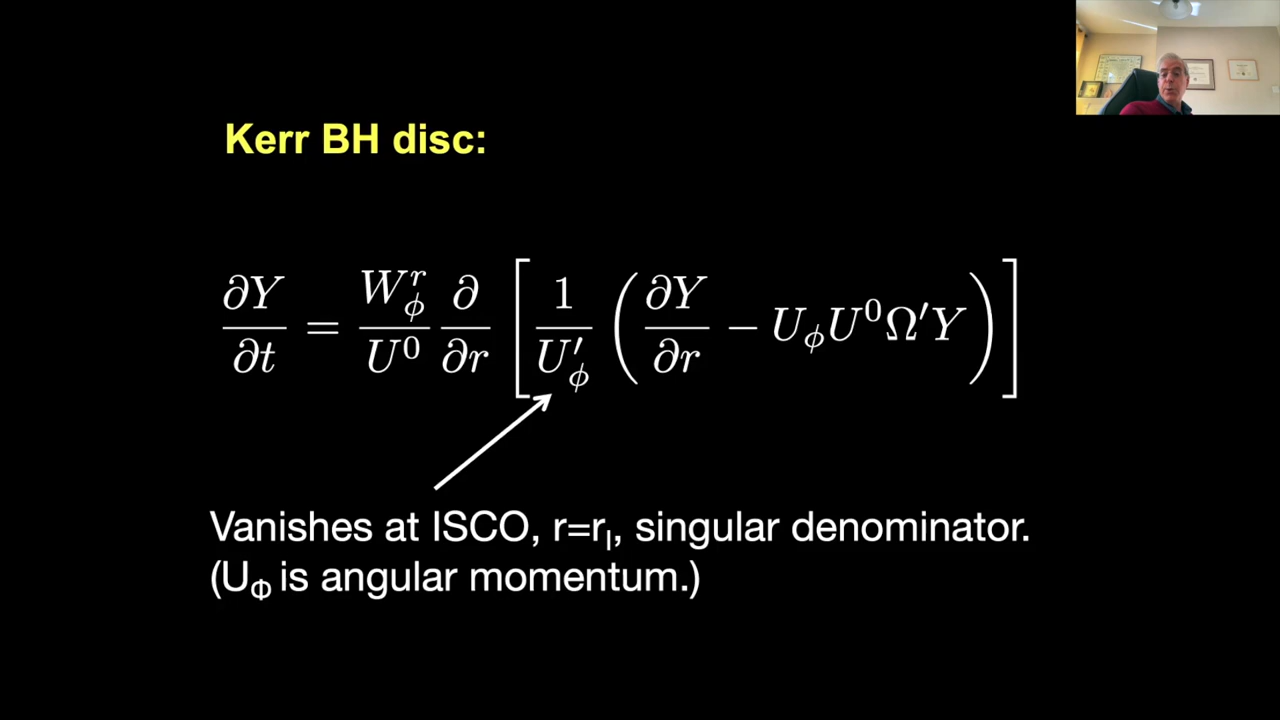 Kerr BH disc:
∂Y/∂t = W^r_ϕ/U^0 ∂/∂r [ 1/U′_ϕ ( ∂Y/∂r − U_ϕ U^0 Ω′ Y ) ]
Vanishes at ISCO, r=r_I, singular denominator.
(U_Φ is angular momentum.)